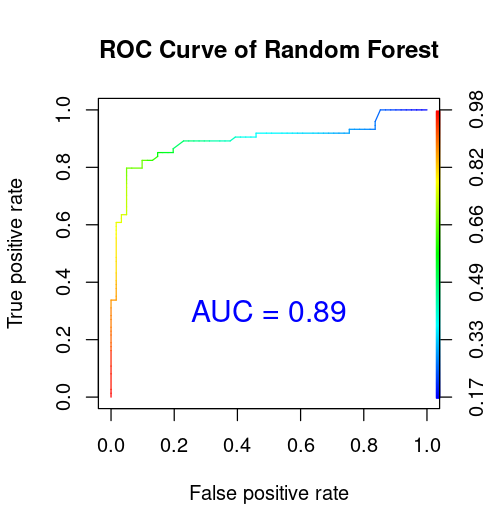 ROC Curve of Random Forest
True positive rate
1.0
0.8
0.6
0.4
0.2
0.0
AUC = 0.89
0.98
0.82
0.66
0.49
0.33
0.17
0.0 0.2 0.4 0.6 0.8 1.0
False positive rate